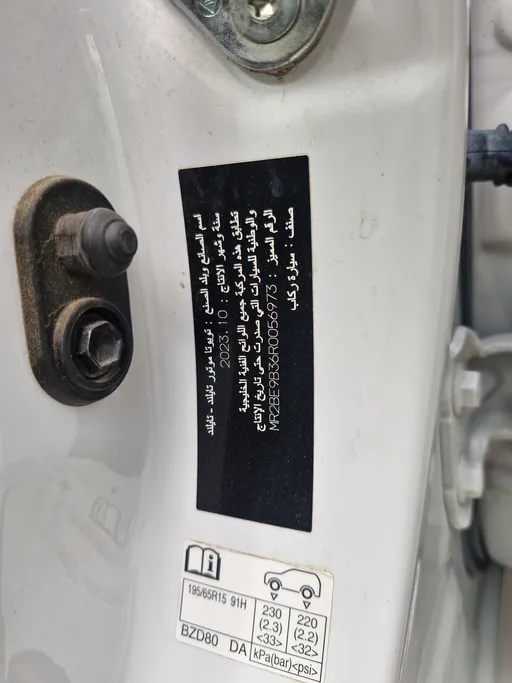 اسم الصانع وبلد الصنع : تويوتا موتور تايلند - تايلند
سنة وشهر الانتاج : 2023.10
تطابق هذه المركبة جميع اللوائح الفنية الخليجية
والوطنية للسيارات التي صدرت حتى تاريخ الإنتاج
الرقم المميز : MR2BE9B36R0056973
صنف : سيارة ركاب
195/65R15 91H
230
(2.3)
<33>
220
(2.2)
<32>
BZD80 DA kPa(bar)<psi>